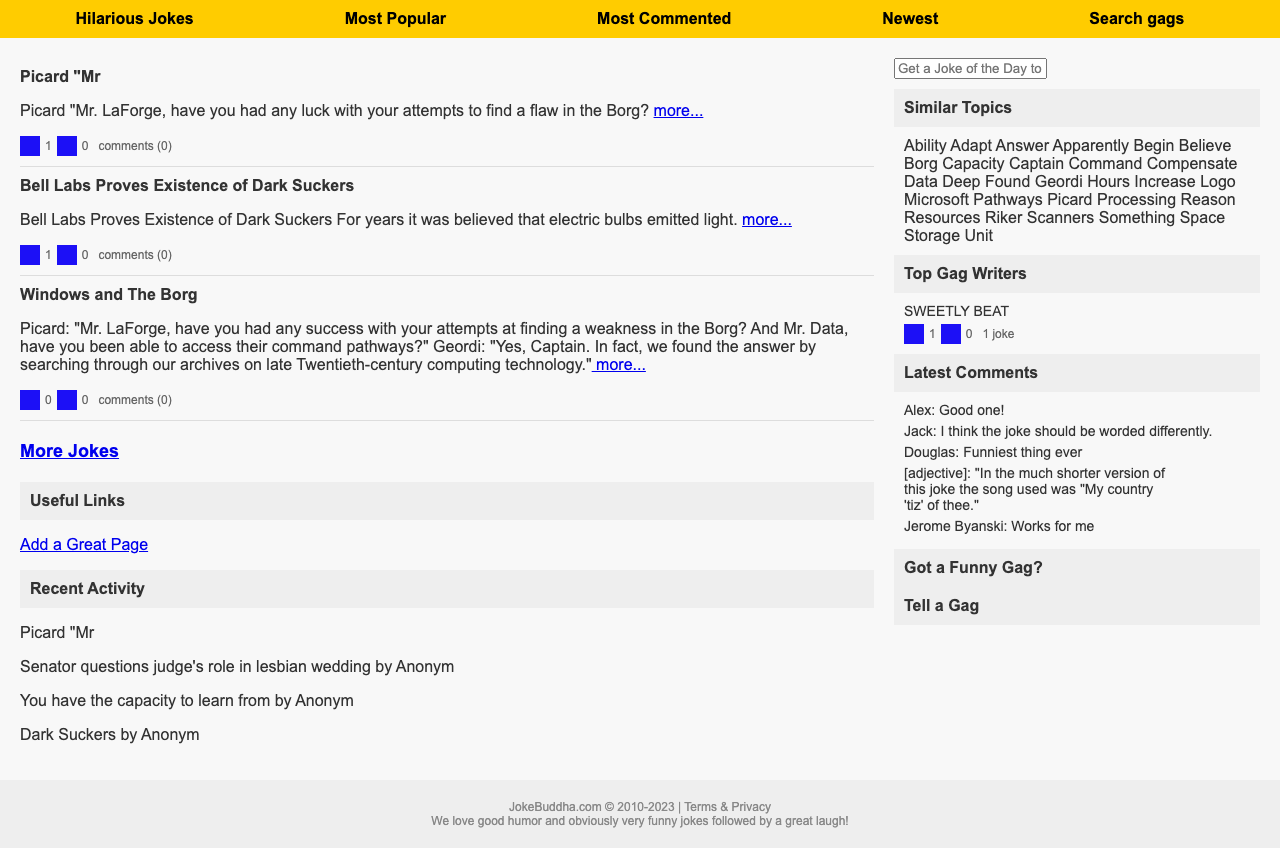 Hilarious Jokes Most Popular Most Commented Newest Search gags
Picard "Mr
Picard "Mr. LaForge, have you had any luck with your attempts to find a flaw in the Borg? more...
1 0 comments (0)
Bell Labs Proves Existence of Dark Suckers
Bell Labs Proves Existence of Dark Suckers For years it was believed that electric bulbs emitted light. more...
1 0 comments (0)
Windows and The Borg
Picard: "Mr. LaForge, have you had any success with your attempts at finding a weakness in the Borg? And Mr. Data,
have you been able to access their command pathways?" Geordi: "Yes, Captain. In fact, we found the answer by
searching through our archives on late Twentieth-century computing technology." more...
0 0 comments (0)
More Jokes
Useful Links
Add a Great Page
Recent Activity
Picard "Mr
Senator questions judge's role in lesbian wedding by Anonym
You have the capacity to learn from by Anonym
Dark Suckers by Anonym
Get a Joke of the Day to
Similar Topics
Ability Adapt Answer Apparently Begin Believe
Borg Capacity Captain Command Compensate
Data Deep Found Geordi Hours Increase Logo
Microsoft Pathways Picard Processing Reason
Resources Riker Scanners Something Space
Storage Unit
Top Gag Writers
SWEETLY BEAT
1 0 1 joke
Latest Comments
Alex: Good one!
Jack: I think the joke should be worded differently.
Douglas: Funniest thing ever
[adjective]: "In the much shorter version of
this joke the song used was "My country
'tiz' of thee."
Jerome Byanski: Works for me
Got a Funny Gag?
Tell a Gag
JokeBuddha.com © 2010-2023 | Terms & Privacy
We love good humor and obviously very funny jokes followed by a great laugh!